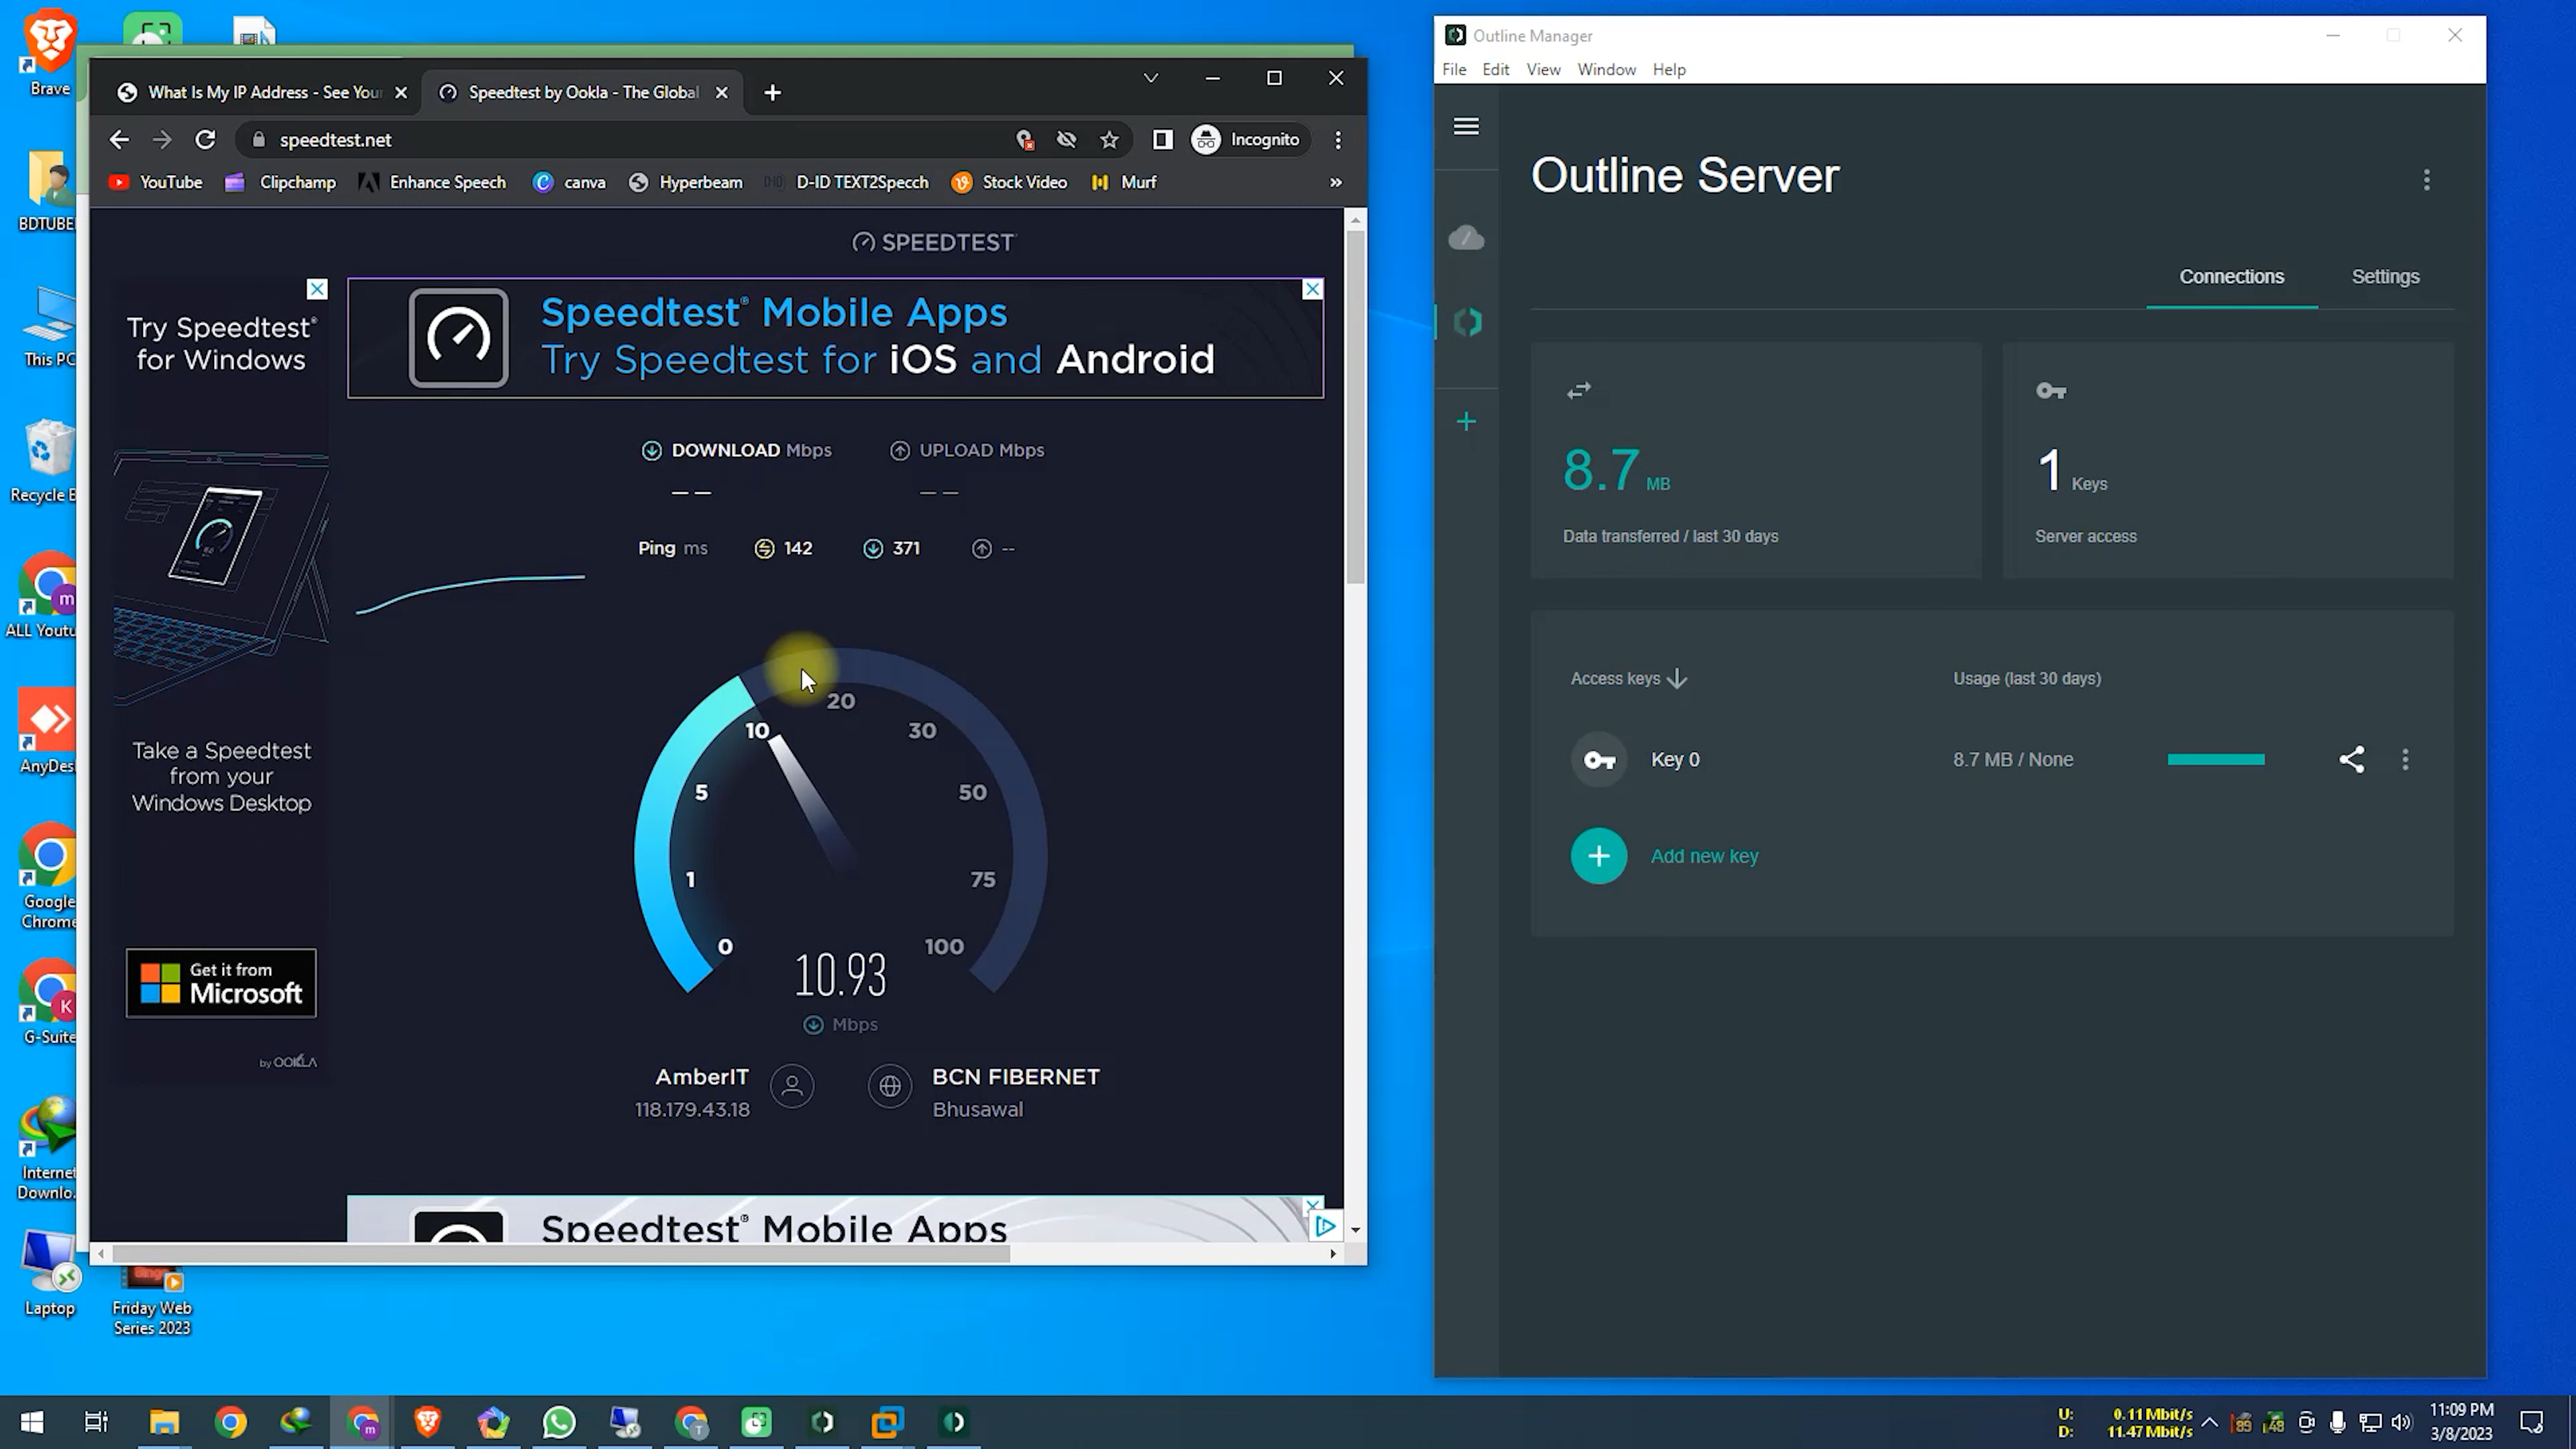 Brave
BDTUBE
This PC
Recycle B
ALL Youtu
AnyDes
Google
Chrome
G-Suite
Internet
Downlo...
Laptop
Friday Web
Series 2023
What Is My IP Address - See You
Speedtest by Ookla - The Global
speedtest.net
Incognito
YouTube
Clipchamp
Enhance Speech
canva
Hyperbeam
D-ID TEXT2Specch
Stock Video
Murf
»
SPEEDTEST
Try Speedtest®
for Windows
Take a Speedtest
from your
Windows Desktop
Get it from
Microsoft
by OOKLA
Speedtest® Mobile Apps
Try Speedtest for iOS and Android
DOWNLOAD Mbps
UPLOAD Mbps
— —
— —
Ping ms 142 371 --
0
1
5
10
20
30
50
75
100
10.93
Mbps
AmberIT
118.179.43.18
BCN FIBERNET
Bhusawal
Speedtest® Mobile Apps
Outline Manager
File Edit View Window Help
Outline Server
Connections
Settings
8.7 MB
Data transferred / last 30 days
1 Keys
Server access
Access keys
Usage (last 30 days)
Key 0
8.7 MB / None
Add new key
U: 0.11 Mbit/s
D: 11.47 Mbit/s
89
48
11:09 PM
3/8/2023